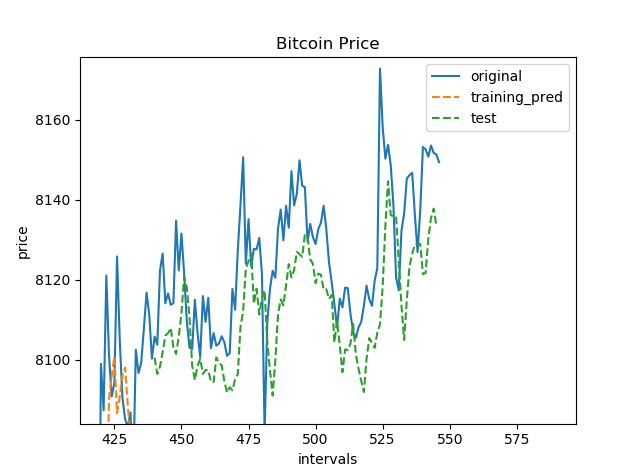 Bitcoin Price
original
training_pred
test
price
8160
8140
8120
8100
425
450
475
500
525
550
575
intervals